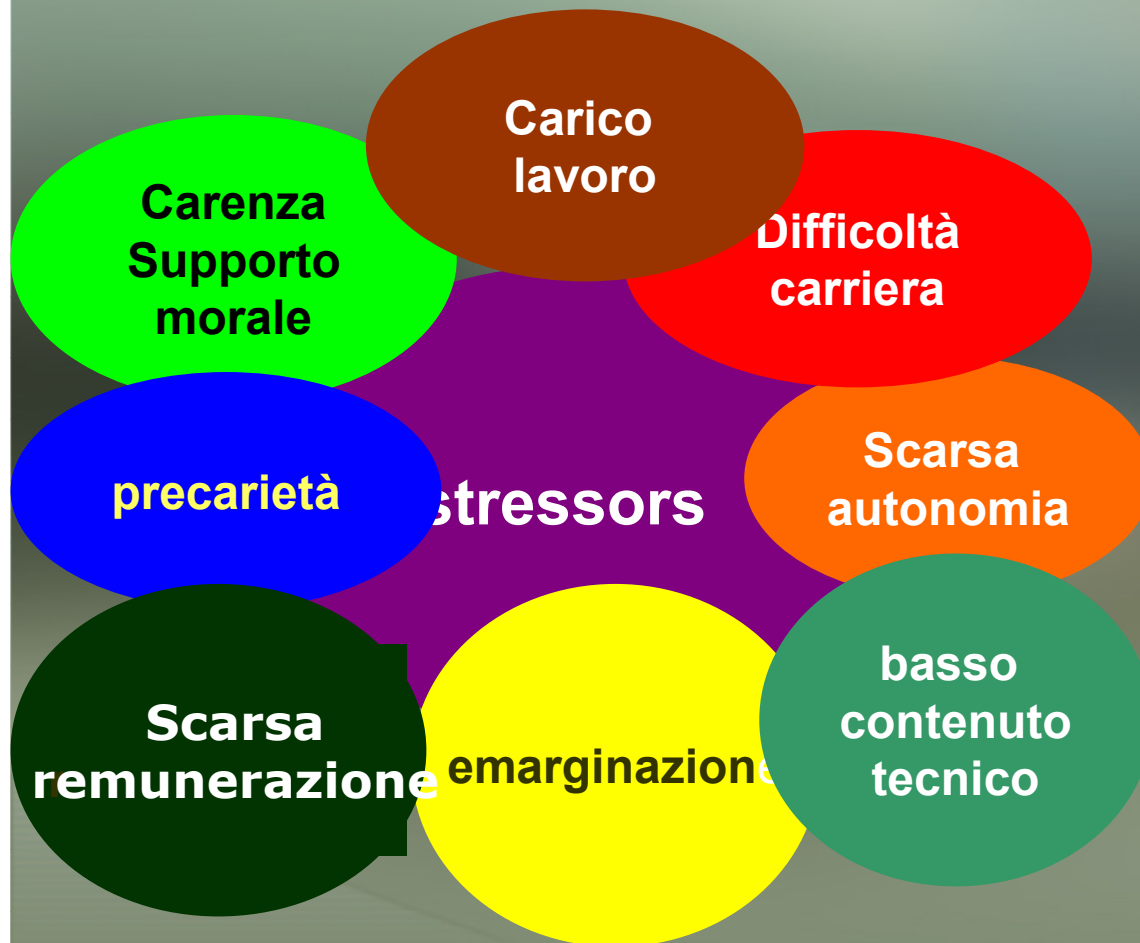 Carico
lavoro
Carenza
Supporto
morale
Difficoltà
carriera
Scarsa
autonomia
precarietà
stressors
basso
contenuto
tecnico
Scarsa
remunerazione
emarginazione